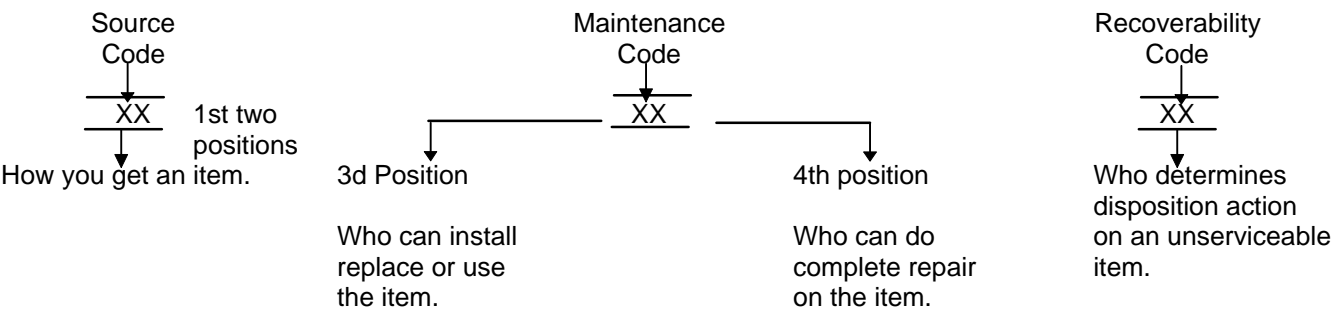 Source
Code
XX
1st two
positions
How you get an item.
Maintenance
Code
XX
3d Position
Who can install
replace or use
the item.
4th position
Who can do
complete repair
on the item.
Recoverability
Code
XX
Who determines
disposition action
on an unserviceable
item.